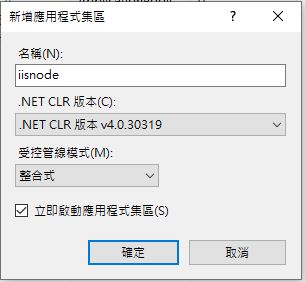 新增應用程式集區
名稱(N):
iisnode
.NET CLR 版本(C):
.NET CLR 版本 v4.0.30319
受控管線模式(M):
整合式
立即啟動應用程式集區(S)
確定
取消